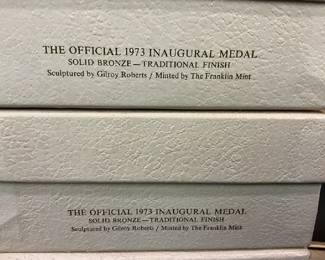 THE OFFICIAL 1973 INAUGURAL MEDAL
SOLID BRONZE—TRADITIONAL FINISH
Sculptured by Gilroy Roberts / Minted by The Franklin Mint
THE OFFICIAL 1973 INAUGURAL MEDAL
SOLID BRONZE—TRADITIONAL FINISH
Sculptured by Gilroy Roberts / Minted by The Franklin Mint